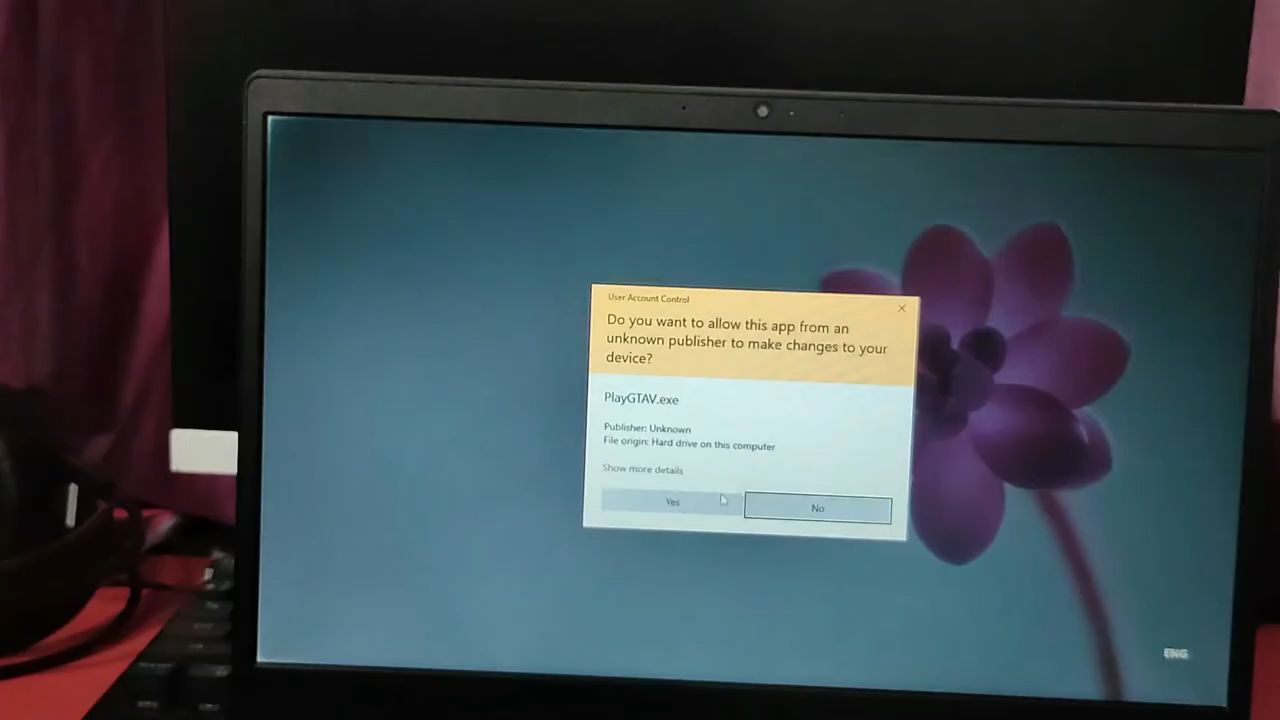 User Account Control
Do you want to allow this app from an
unknown publisher to make changes to your
device?
PlayGTAV.exe
Publisher: Unknown
File origin: Hard drive on this computer
Show more details
Yes
No
ENG